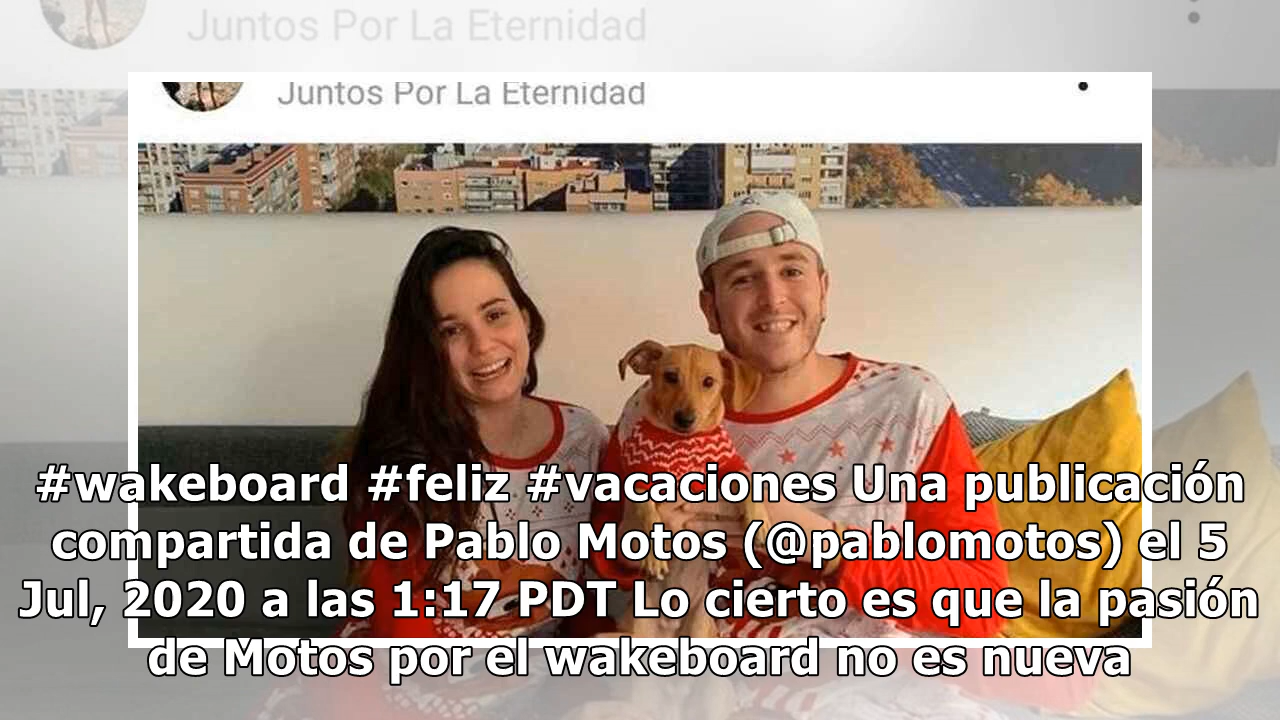 Juntos Por La Eternidad
Juntos Por La Eternidad
#wakeboard #feliz #vacaciones Una publicación
compartida de Pablo Motos (@pablomotos) el 5
Jul, 2020 a las 1:17 PDT Lo cierto es que la pasión
de Motos por el wakeboard no es nueva